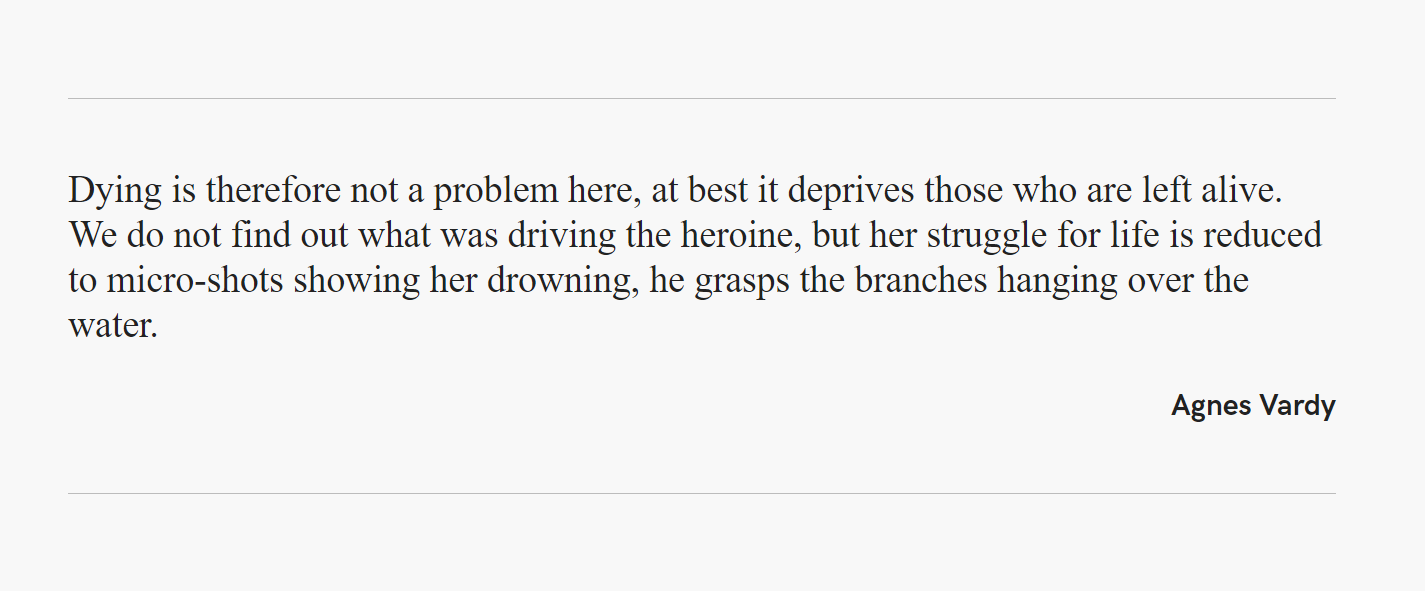 Dying is therefore not a problem here, at best it deprives those who are left alive.
We do not find out what was driving the heroine, but her struggle for life is reduced
to micro-shots showing her drowning, he grasps the branches hanging over the
water.
Agnes Vardy